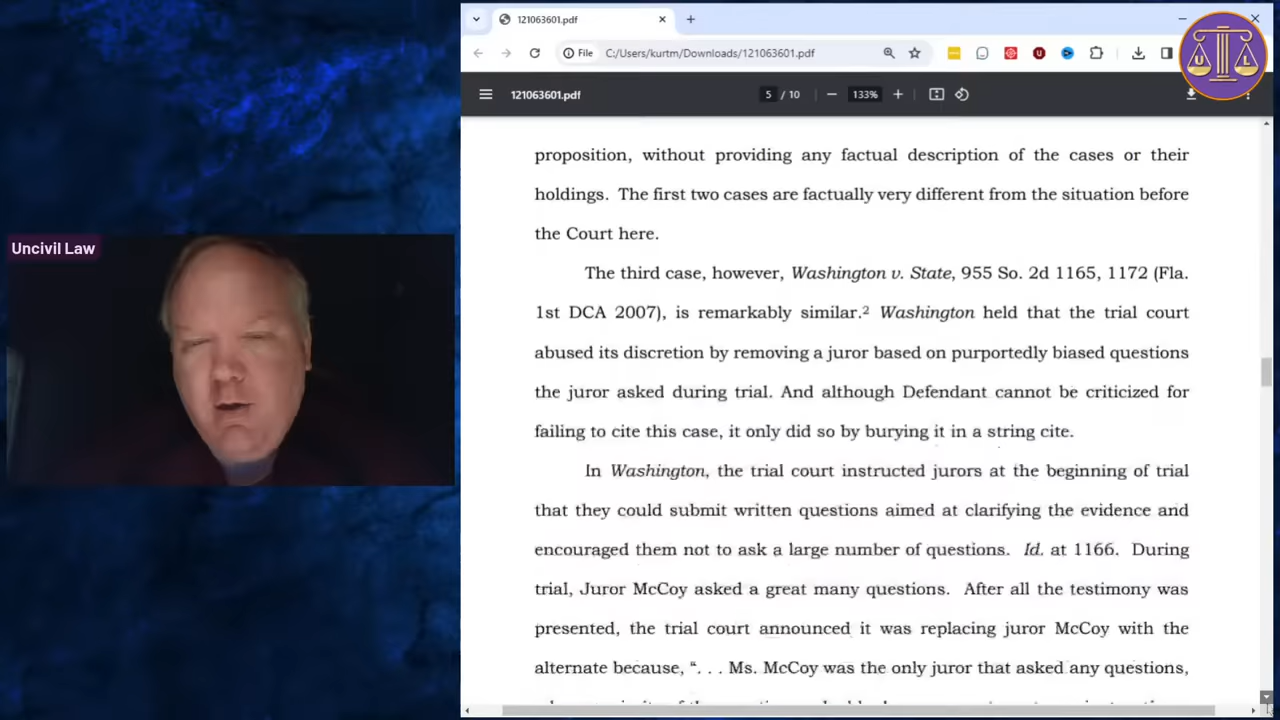 121063601.pdf
File
C:/Users/kurtm/Downloads/121063601.pdf
121063601.pdf
5 / 10
133%
U L
Uncivil Law
proposition, without providing any factual description of the cases or their
holdings. The first two cases are factually very different from the situation before
the Court here.
The third case, however, Washington v. State, 955 So. 2d 1165, 1172 (Fla.
1st DCA 2007), is remarkably similar.² Washington held that the trial court
abused its discretion by removing a juror based on purportedly biased questions
the juror asked during trial. And although Defendant cannot be criticized for
failing to cite this case, it only did so by burying it in a string cite.
In Washington, the trial court instructed jurors at the beginning of trial
that they could submit written questions aimed at clarifying the evidence and
encouraged them not to ask a large number of questions. Id. at 1166. During
trial, Juror McCoy asked a great many questions. After all the testimony was
presented, the trial court announced it was replacing juror McCoy with the
alternate because, “. . . Ms. McCoy was the only juror that asked any questions,